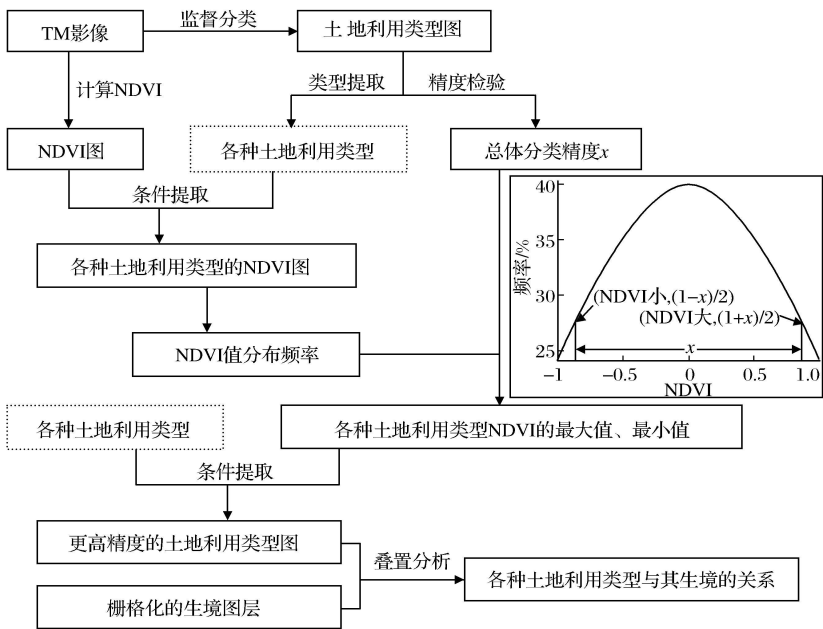 TM影像
监督分类
土 地利用类型图
计算NDVI
类型提取
精度检验
NDVI图
各种土地利用类型
总体分类精度x
条件提取
各种土地利用类型的NDVI图
NDVI值分布频率
频率/%
40
35
30
25
(NDVI小,(1−x)/2)
(NDVI大,(1+x)/2)
x
−1
−0.5
0
0.5
1.0
NDVI
各种土地利用类型
各种土地利用类型NDVI的最大值、最小值
条件提取
更高精度的土地利用类型图
叠置分析
各种土地利用类型与其生境的关系
栅格化的生境图层